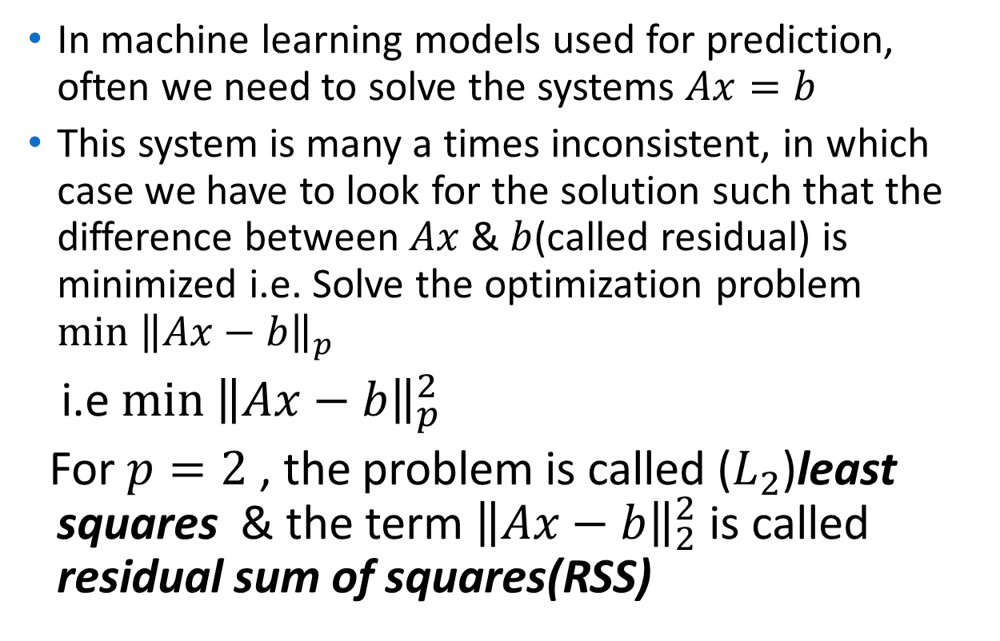 • In machine learning models used for prediction,
often we need to solve the systems 𝐴𝑥 = 𝑏
• This system is many a times inconsistent, in which
case we have to look for the solution such that the
difference between 𝐴𝑥 & 𝑏(called residual) is
minimized i.e. Solve the optimization problem
min ‖𝐴𝑥 − 𝑏‖_𝑝
i.e min ‖𝐴𝑥 − 𝑏‖_𝑝^2
For 𝑝 = 2 , the problem is called (𝐿_2)least
squares & the term ‖𝐴𝑥 − 𝑏‖_2^2 is called
residual sum of squares(RSS)